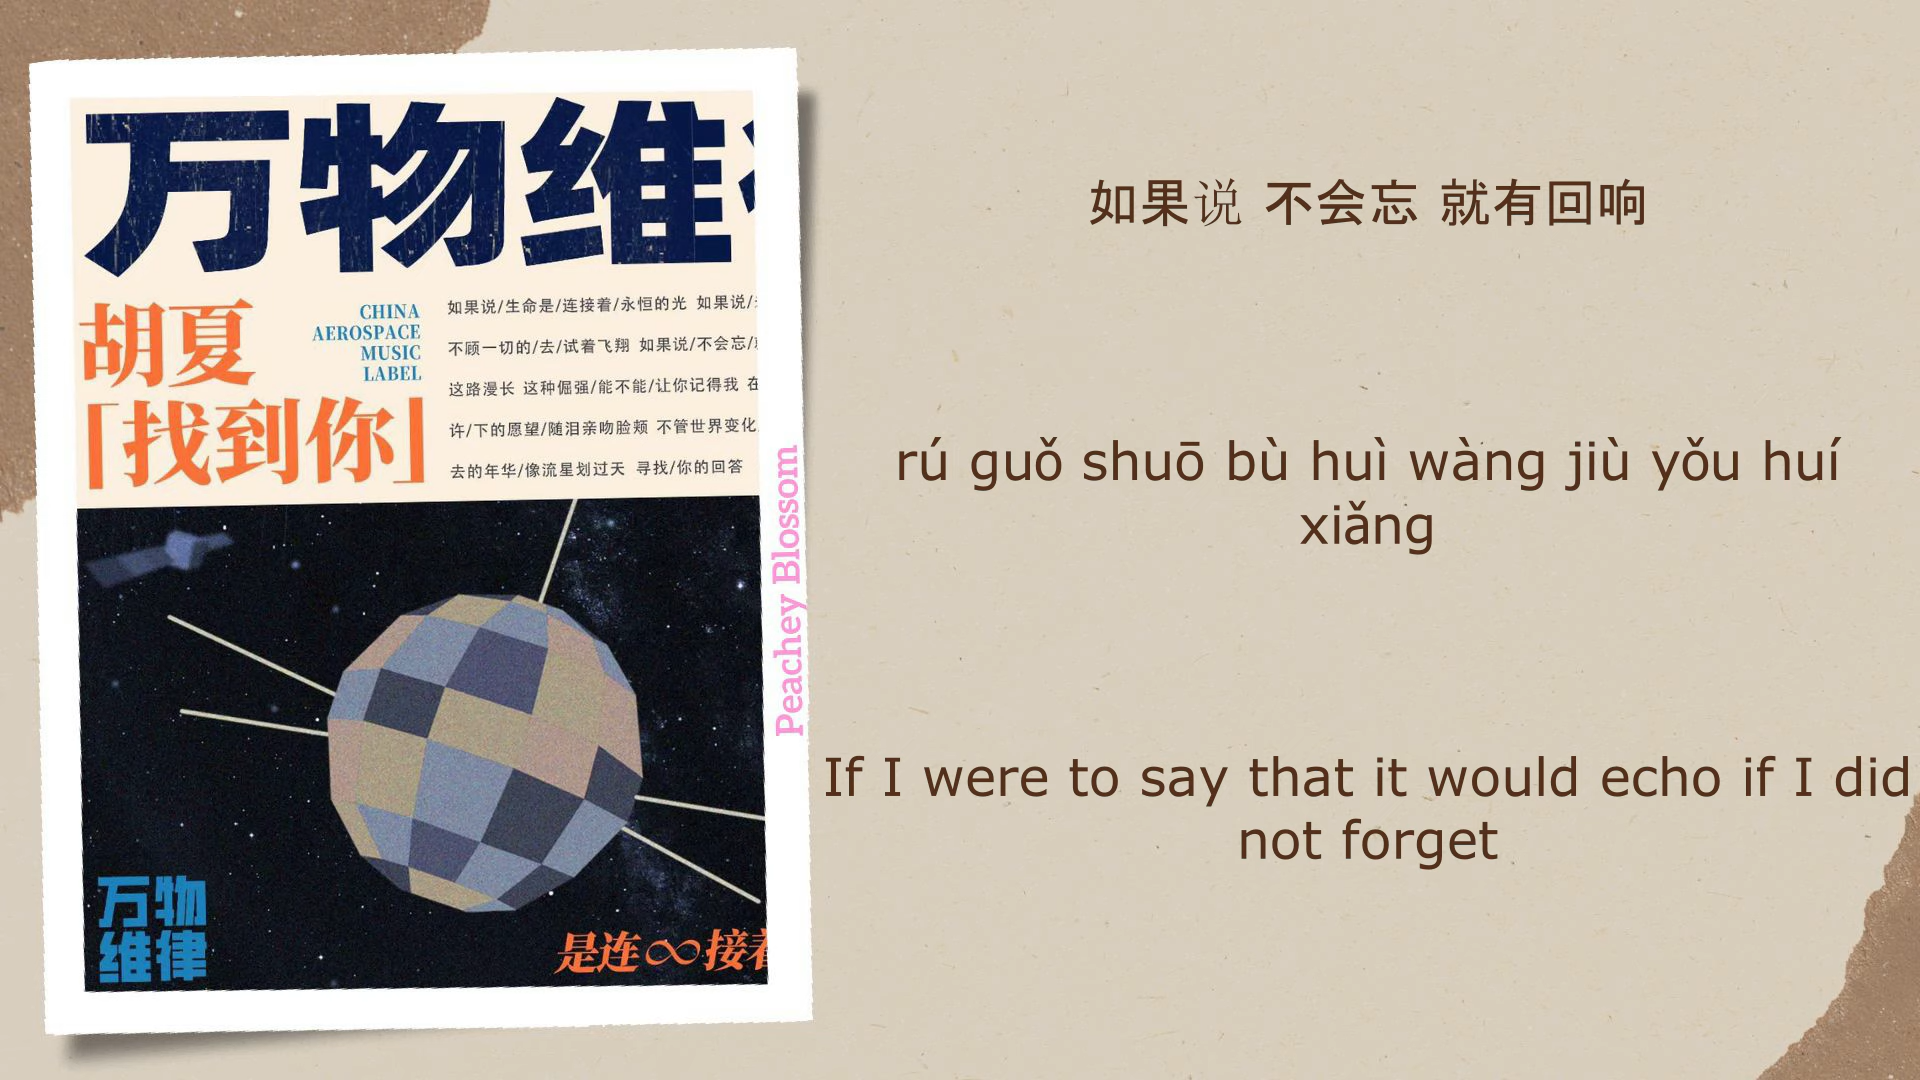 万物维
胡夏
「找到你」
CHINA
AEROSPACE
MUSIC
LABEL
如果说/生命是/连接着/永恒的光 如果说/
不顾一切的/去/试着飞翔 如果说/不会忘/
这路漫长 这种倔强/能不能/让你记得我 在
许/下的愿望/随泪亲吻脸颊 不管世界变化
去的年华/像流星划过天 寻找/你的回答
万物
维律
是连∞接着
Peachey Blossom
如果说 不会忘 就有回响
rú guǒ shuō bù huì wàng jiù yǒu huí
xiǎng
If I were to say that it would echo if I did
not forget